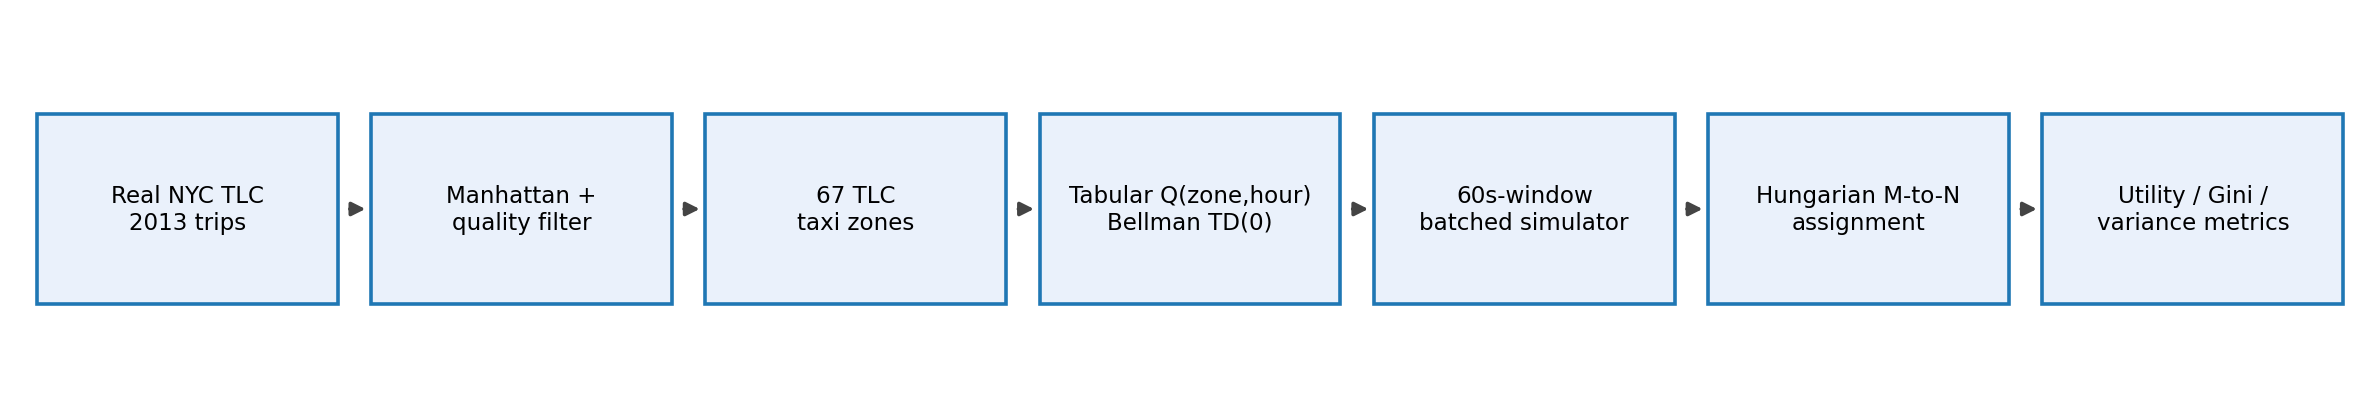 Real NYC TLC
2013 trips
Manhattan +
quality filter
67 TLC
taxi zones
Tabular Q(zone,hour)
Bellman TD(0)
60s-window
batched simulator
Hungarian M-to-N
assignment
Utility / Gini /
variance metrics